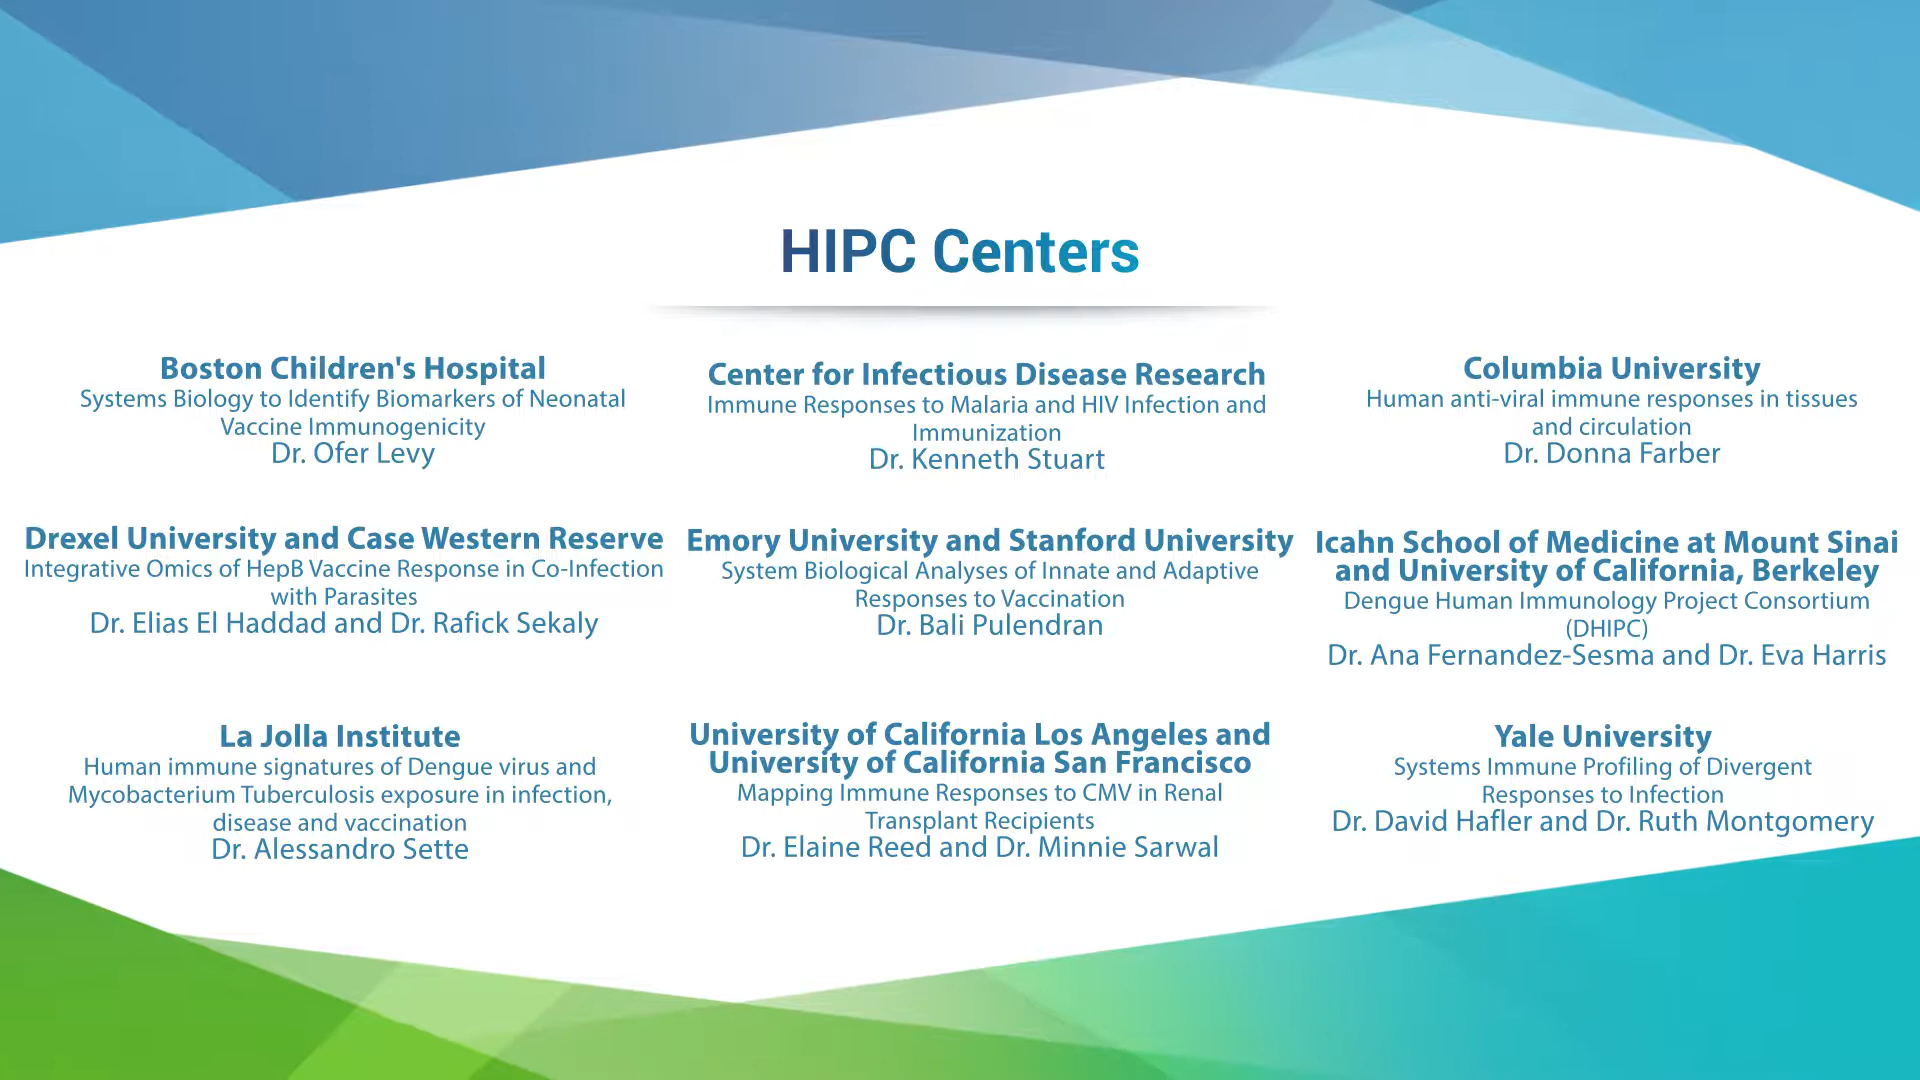 HIPC Centers
Boston Children's Hospital
Systems Biology to Identify Biomarkers of Neonatal
Vaccine Immunogenicity
Dr. Ofer Levy
Center for Infectious Disease Research
Immune Responses to Malaria and HIV Infection and
Immunization
Dr. Kenneth Stuart
Columbia University
Human anti-viral immune responses in tissues
and circulation
Dr. Donna Farber
Drexel University and Case Western Reserve
Integrative Omics of HepB Vaccine Response in Co-Infection
with Parasites
Dr. Elias El Haddad and Dr. Rafick Sekaly
Emory University and Stanford University
System Biological Analyses of Innate and Adaptive
Responses to Vaccination
Dr. Bali Pulendran
Icahn School of Medicine at Mount Sinai
and University of California, Berkeley
Dengue Human Immunology Project Consortium
(DHIPC)
Dr. Ana Fernandez-Sesma and Dr. Eva Harris
La Jolla Institute
Human immune signatures of Dengue virus and
Mycobacterium Tuberculosis exposure in infection,
disease and vaccination
Dr. Alessandro Sette
University of California Los Angeles and
University of California San Francisco
Mapping Immune Responses to CMV in Renal
Transplant Recipients
Dr. Elaine Reed and Dr. Minnie Sarwal
Yale University
Systems Immune Profiling of Divergent
Responses to Infection
Dr. David Hafler and Dr. Ruth Montgomery